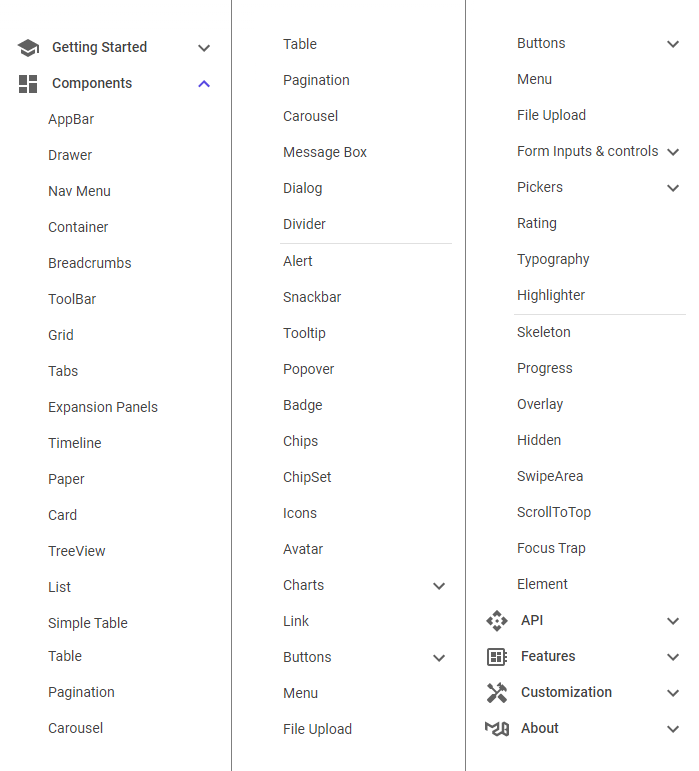 Getting Started
Components
AppBar
Drawer
Nav Menu
Container
Breadcrumbs
ToolBar
Grid
Tabs
Expansion Panels
Timeline
Paper
Card
TreeView
List
Simple Table
Table
Pagination
Carousel
Table
Pagination
Carousel
Message Box
Dialog
Divider
Alert
Snackbar
Tooltip
Popover
Badge
Chips
ChipSet
Icons
Avatar
Charts
Link
Buttons
Menu
File Upload
Buttons
Menu
File Upload
Form Inputs & controls
Pickers
Rating
Typography
Highlighter
Skeleton
Progress
Overlay
Hidden
SwipeArea
ScrollToTop
Focus Trap
Element
API
Features
Customization
About